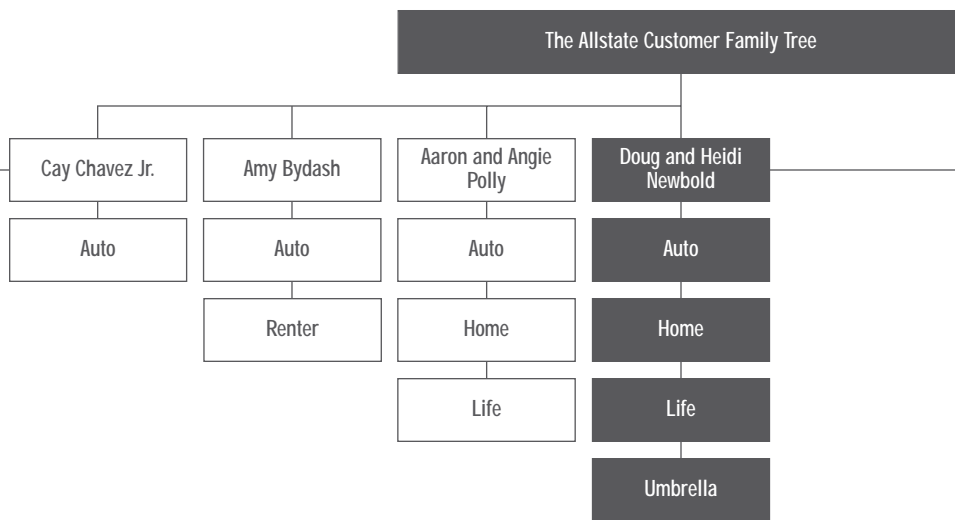 The Allstate Customer Family Tree
Cay Chavez Jr.
Amy Bydash
Aaron and Angie
Polly
Doug and Heidi
Newbold
Auto
Auto
Auto
Auto
Renter
Home
Home
Life
Life
Umbrella